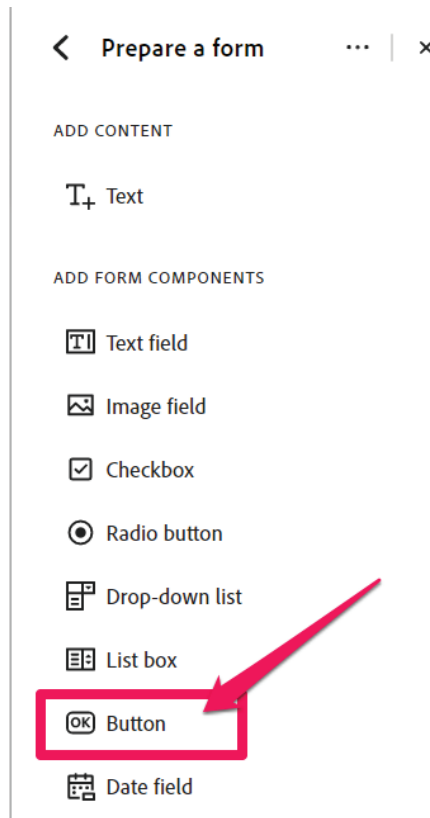 Prepare a form
ADD CONTENT
T+ Text
ADD FORM COMPONENTS
TI Text field
Image field
Checkbox
Radio button
Drop-down list
List box
OK Button
Date field